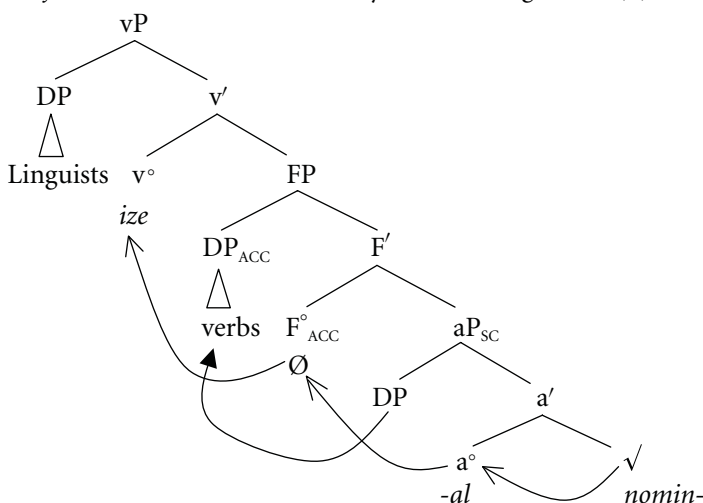 vP
DP v′
Linguists v° FP
ize
DP_ACC F′
verbs F°_ACC aP_SC
Ø
DP a′
a° √
-al nomin-